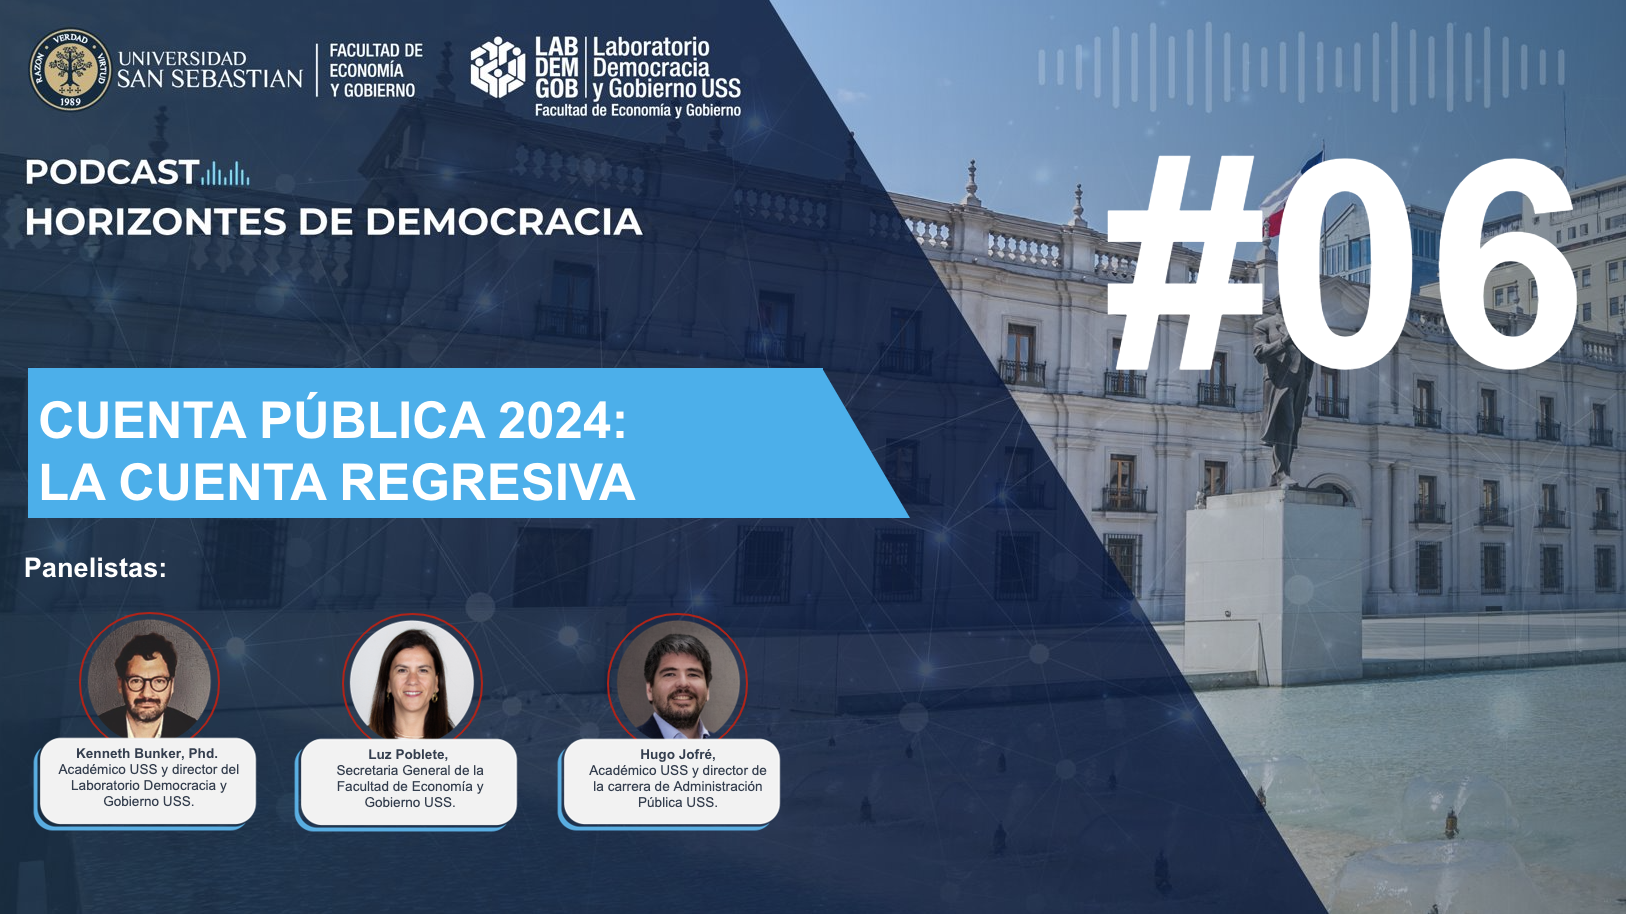 RAZON VERDAD VIRTUD
1989
UNIVERSIDAD
SAN SEBASTIAN
FACULTAD DE
ECONOMÍA
Y GOBIERNO
LAB
DEM
GOB
Laboratorio
Democracia
y Gobierno USS
Facultad de Economía y Gobierno
PODCAST
HORIZONTES DE DEMOCRACIA
#06
CUENTA PÚBLICA 2024:
LA CUENTA REGRESIVA
Panelistas:
Kenneth Bunker, Phd.
Académico USS y director del
Laboratorio Democracia y
Gobierno USS.
Luz Poblete,
Secretaria General de la
Facultad de Economía y
Gobierno USS.
Hugo Jofré,
Académico USS y director de
la carrera de Administración
Pública USS.